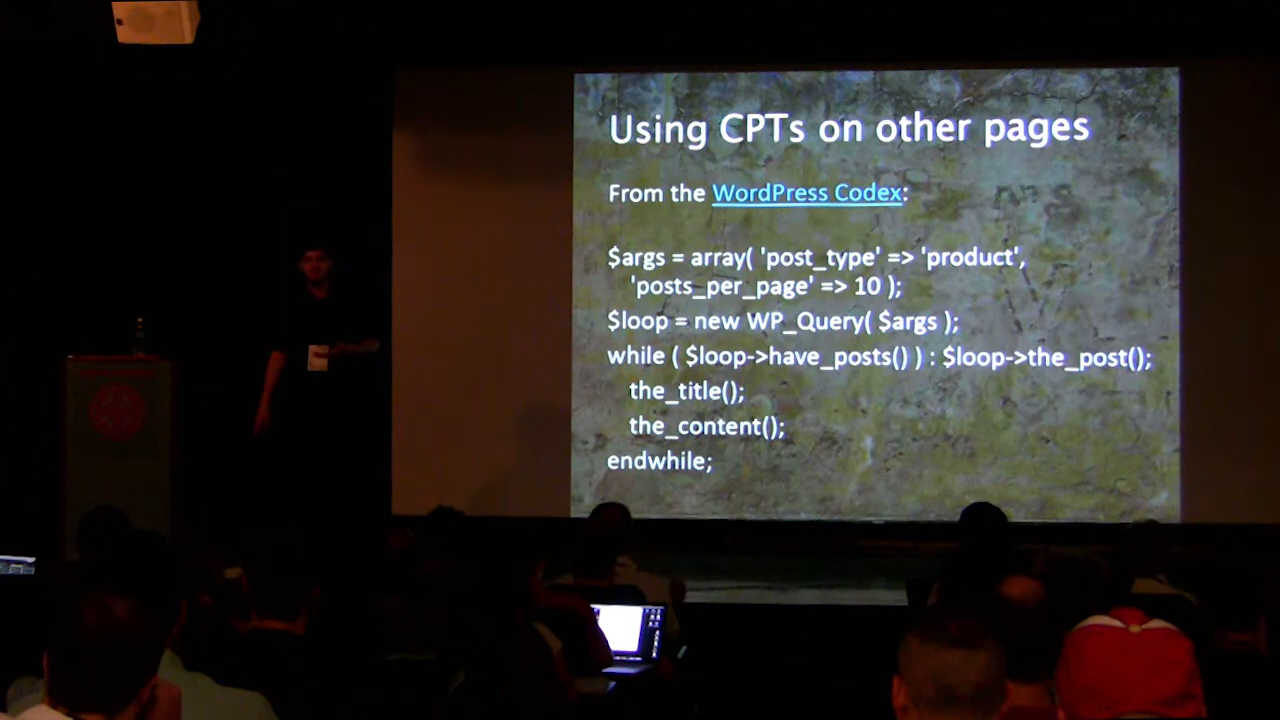 Using CPTs on other pages
From the WordPress Codex:
$args = array( 'post_type' => 'product',
'posts_per_page' => 10 );
$loop = new WP_Query( $args );
while ( $loop->have_posts() ) : $loop->the_post();
the_title();
the_content();
endwhile;